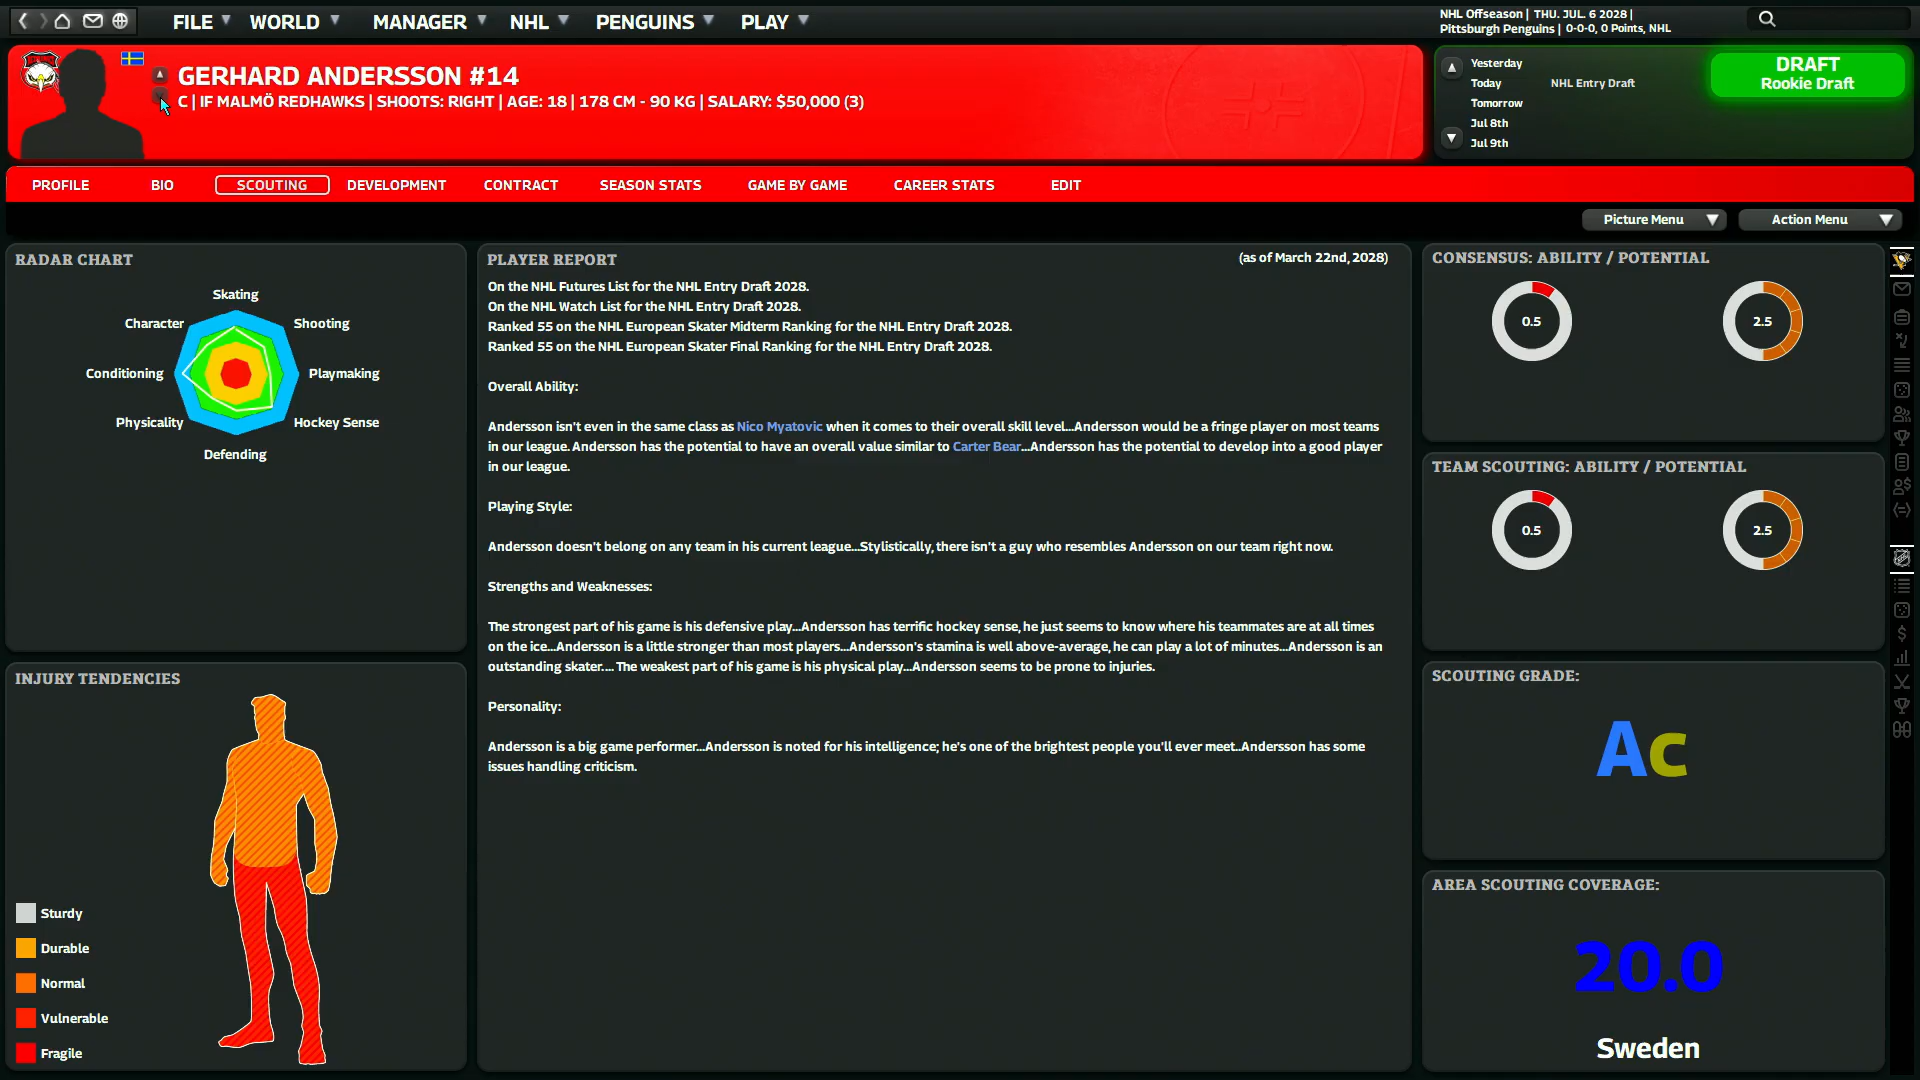 FILE
WORLD
MANAGER
NHL
PENGUINS
PLAY
NHL Offseason | THU. JUL. 6 2028 |
Pittsburgh Penguins | 0-0-0, 0 Points, NHL
GERHARD ANDERSSON #14
C | IF MALMÖ REDHAWKS | SHOOTS: RIGHT | AGE: 18 | 178 CM - 90 KG | SALARY: $50,000 (3)
Yesterday
Today NHL Entry Draft
Tomorrow
Jul 8th
Jul 9th
DRAFT
Rookie Draft
PROFILE
BIO
SCOUTING
DEVELOPMENT
CONTRACT
SEASON STATS
GAME BY GAME
CAREER STATS
EDIT
Picture Menu
Action Menu
RADAR CHART
Skating
Shooting
Playmaking
Hockey Sense
Defending
Physicality
Conditioning
Character
INJURY TENDENCIES
Sturdy
Durable
Normal
Vulnerable
Fragile
PLAYER REPORT
(as of March 22nd, 2028)
On the NHL Futures List for the NHL Entry Draft 2028.
On the NHL Watch List for the NHL Entry Draft 2028.
Ranked 55 on the NHL European Skater Midterm Ranking for the NHL Entry Draft 2028.
Ranked 55 on the NHL European Skater Final Ranking for the NHL Entry Draft 2028.
Overall Ability:
Andersson isn't even in the same class as Nico Myatovic when it comes to their overall skill level...Andersson would be a fringe player on most teams
in our league. Andersson has the potential to have an overall value similar to Carter Bear...Andersson has the potential to develop into a good player
in our league.
Playing Style:
Andersson doesn't belong on any team in his current league...Stylistically, there isn't a guy who resembles Andersson on our team right now.
Strengths and Weaknesses:
The strongest part of his game is his defensive play...Andersson has terrific hockey sense, he just seems to know where his teammates are at all times
on the ice...Andersson is a little stronger than most players...Andersson's stamina is well above-average, he can play a lot of minutes...Andersson is an
outstanding skater.... The weakest part of his game is his physical play...Andersson seems to be prone to injuries.
Personality:
Andersson is a big game performer...Andersson is noted for his intelligence; he's one of the brightest people you'll ever meet..Andersson has some
issues handling criticism.
CONSENSUS: ABILITY / POTENTIAL
0.5
2.5
TEAM SCOUTING: ABILITY / POTENTIAL
0.5
2.5
SCOUTING GRADE:
Ac
AREA SCOUTING COVERAGE:
20.0
Sweden